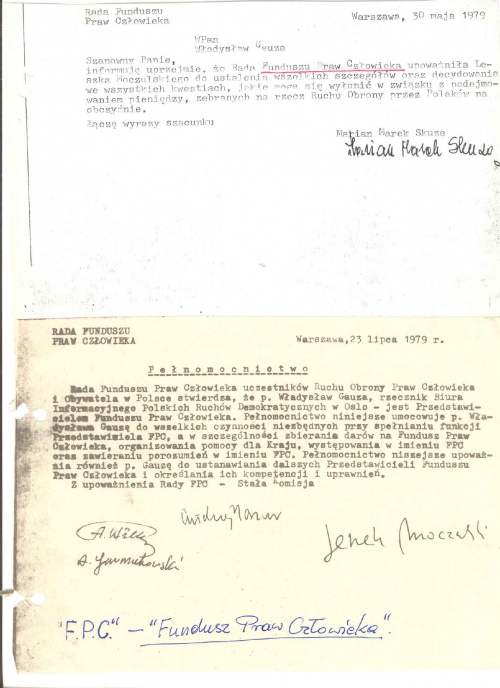 Rada Funduszu
Praw Człowieka
Warszawa, 30 maja 1979
WPan
Władysław Gauza
Szanowny Panie,
informuję uprzejmie, że Rada Funduszu Praw Człowieka upoważniła Le-
szka Moczulskiego do ustalenia wszelkich szczegółów oraz decydowania
we wszystkich kwestiach, jakie mogą się wyłonić w związku z podejmo-
waniem pieniędzy, zebranych na rzecz Ruchu Obrony przez Polaków na
obczyźnie.
Łączę wyrazy szacunku
Marian Marek Skuza
Marian Marek Skuza
RADA FUNDUSZU
PRAW CZŁOWIEKA
Warszawa,23 lipca 1979 r.
Pełnomocnictwo
Rada Funduszu Praw Człowieka uczestników Ruchu Obrony Praw Człowieka
i Obywatela w Polsce stwierdza, że p. Władysław Gauza, rzecznik Biura
Informacyjnego Polskich Ruchów Demokratycznych w Oslo - jest Przedstawi-
cielem Funduszu Praw Człowieka. Pełnomocnictwo niniejsze umocowuje p. Wła-
dysława Gauzę do wszelkich czynności niezbędnych przy spełnianiu funkcji
Przedstawiciela FPC, a w szczególności zbierania darów na Fundusz Praw
Człowieka, organizowania pomocy dla Kraju, występowania w imieniu FPC
oraz zawieraniu porozumień w imieniu FPC. Pełnomocnictwo niszejsze upoważ-
nia również p. Gauzę do ustanawiania dalszych Przedstawicieli Funduszu
Praw Człowieka i określania ich kompetencji i uprawnień.
Z upoważnienia Rady FPC - Stała Komisja
"F.P.C." - "Fundusz Praw Człowieka".